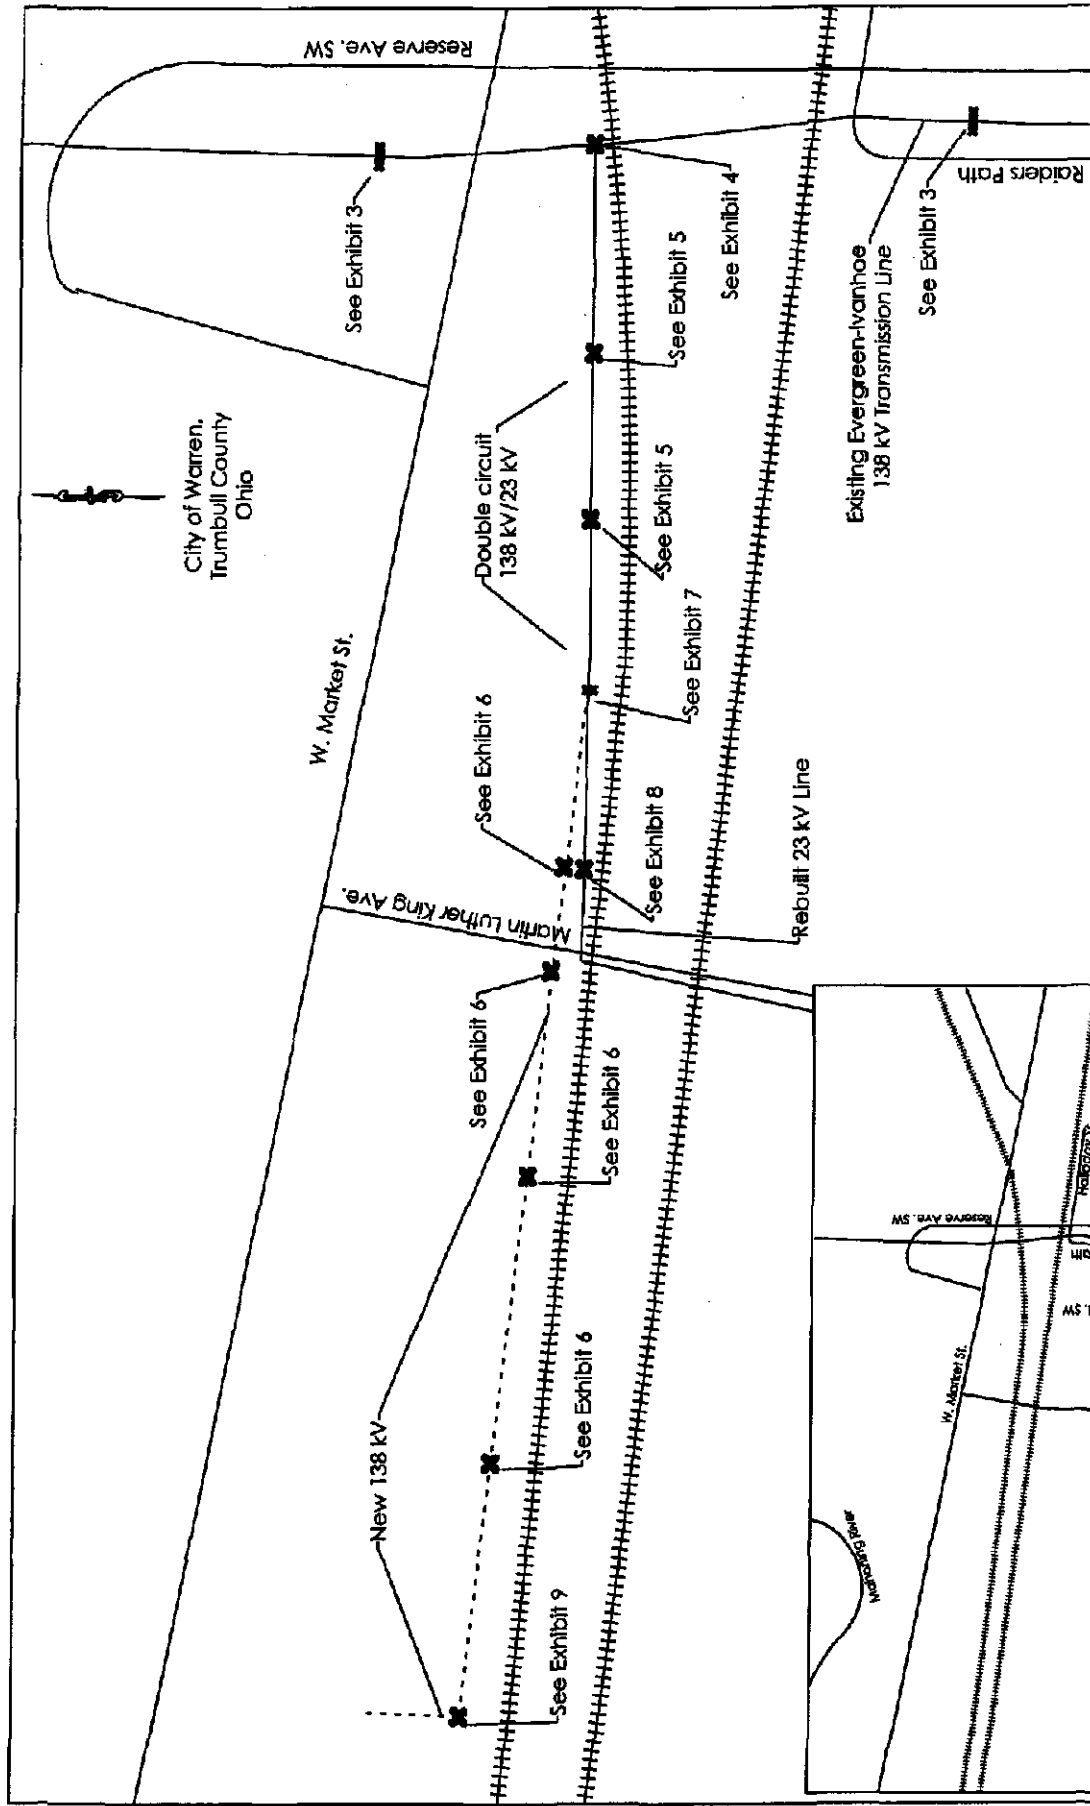 Reserve Ave. SW
See Exhibit 3
City of Warren,
Trumbull County
Ohio
W. Market St.
Double circuit
138 kV/23 kV
See Exhibit 4
See Exhibit 5
See Exhibit 5
See Exhibit 7
See Exhibit 6
See Exhibit 8
Martin Luther King Ave.
Rebuilt 23 kV Line
See Exhibit 6
See Exhibit 6
See Exhibit 6
New 138 kV
See Exhibit 9
Existing Evergreen-Ivanhoe
138 kV Transmission Line
See Exhibit 3
Raiders Path
Mahoning River
W. Market St.
Reserve Ave. SW
SW